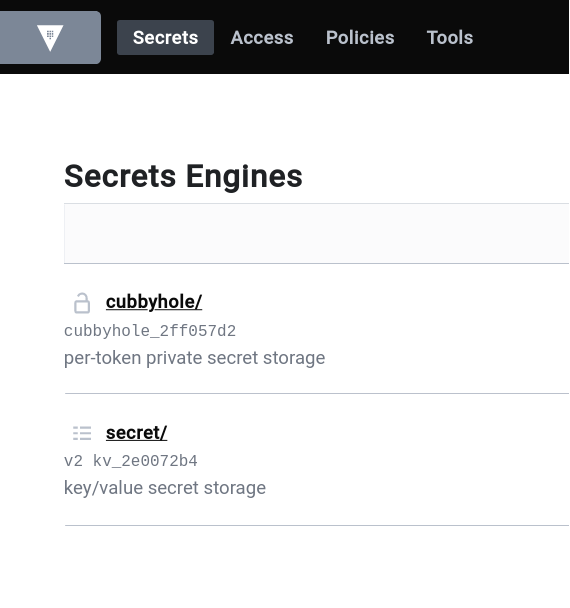 Secrets Access Policies Tools
Secrets Engines
cubbyhole/
cubbyhole_2ff057d2
per-token private secret storage
secret/
v2 kv_2e0072b4
key/value secret storage